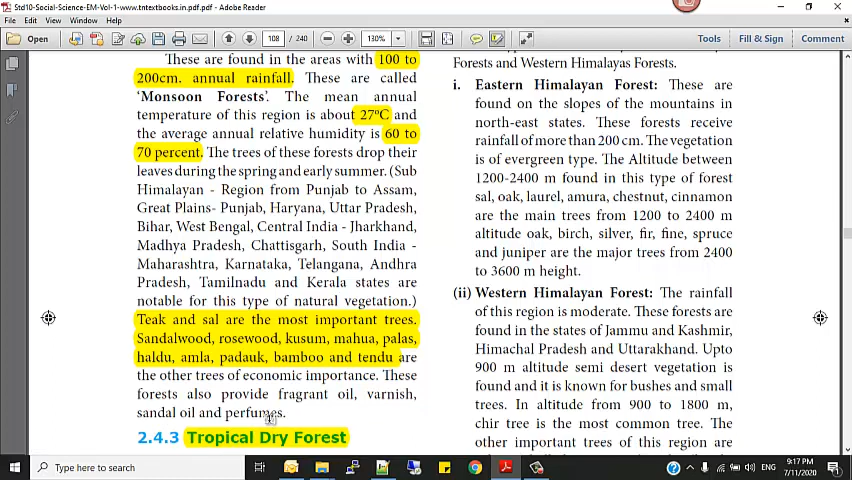 Std10-Social-Science-EM-Vol-1-www.tntextbooks.in.pdf.pdf - Adobe Reader
File Edit View Window Help
Open
108 / 240
130%
Tools
Fill & Sign
Comment
These are found in the areas with 100 to
200cm. annual rainfall. These are called
‘Monsoon Forests’. The mean annual
temperature of this region is about 27ºC and
the average annual relative humidity is 60 to
70 percent. The trees of these forests drop their
leaves during the spring and early summer. (Sub
Himalayan - Region from Punjab to Assam,
Great Plains- Punjab, Haryana, Uttar Pradesh,
Bihar, West Bengal, Central India - Jharkhand,
Madhya Pradesh, Chattisgarh, South India -
Maharashtra, Karnataka, Telangana, Andhra
Pradesh, Tamilnadu and Kerala states are
notable for this type of natural vegetation.)
Teak and sal are the most important trees.
Sandalwood, rosewood, kusum, mahua, palas,
haldu, amla, padauk, bamboo and tendu are
the other trees of economic importance. These
forests also provide fragrant oil, varnish,
sandal oil and perfumes.
2.4.3 Tropical Dry Forest
Forests and Western Himalayas Forests.
i. Eastern Himalayan Forest: These are
found on the slopes of the mountains in
north-east states. These forests receive
rainfall of more than 200 cm. The vegetation
is of evergreen type. The Altitude between
1200-2400 m found in this type of forest
sal, oak, laurel, amura, chestnut, cinnamon
are the main trees from 1200 to 2400 m
altitude oak, birch, silver, fir, fine, spruce
and juniper are the major trees from 2400
to 3600 m height.
(ii) Western Himalayan Forest: The rainfall
of this region is moderate. These forests are
found in the states of Jammu and Kashmir,
Himachal Pradesh and Uttarakhand. Upto
900 m altitude semi desert vegetation is
found and it is known for bushes and small
trees. In altitude from 900 to 1800 m,
chir tree is the most common tree. The
other important trees of this region are
Type here to search
ENG
9:17 PM
7/11/2020